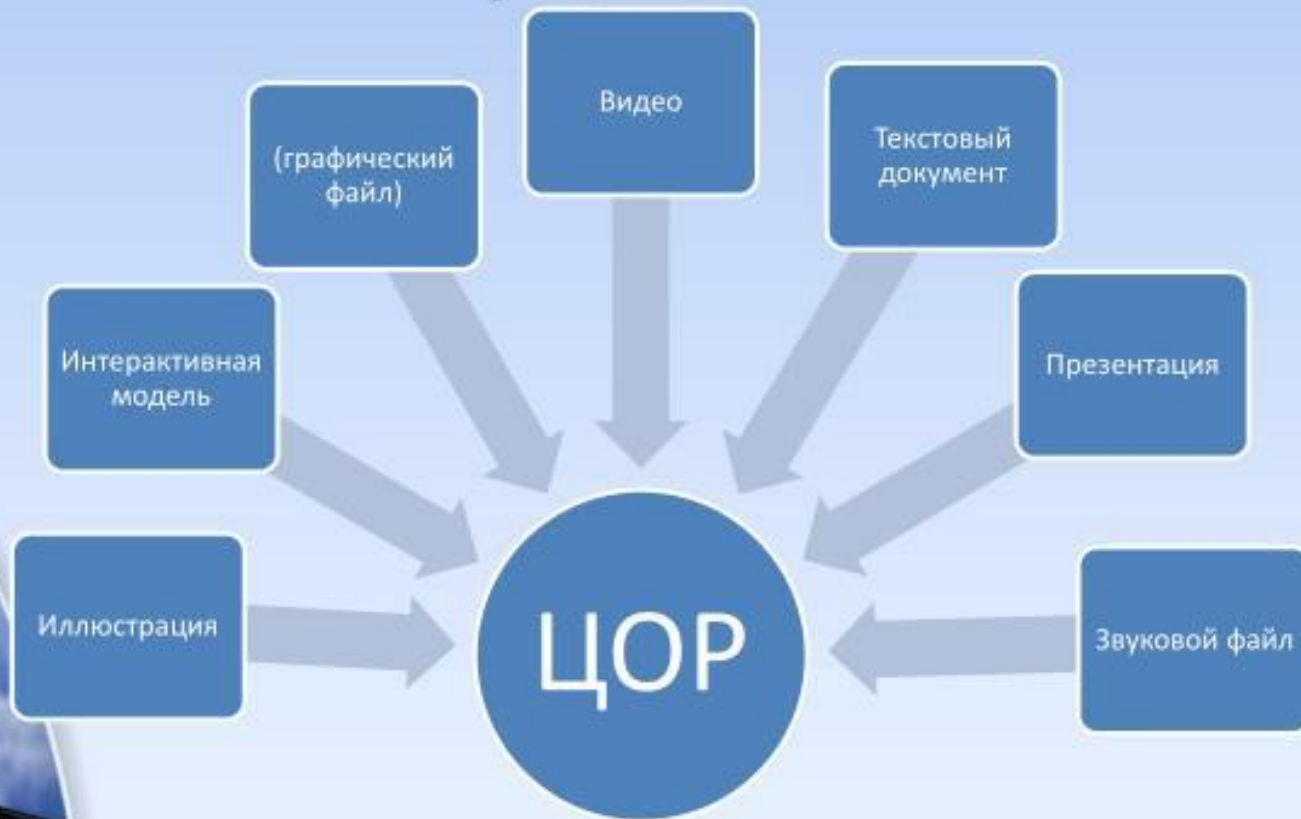 Видео
(графический
файл)
Текстовый
документ
Интерактивная
модель
Презентация
Иллюстрация
ЦОР
Звуковой файл